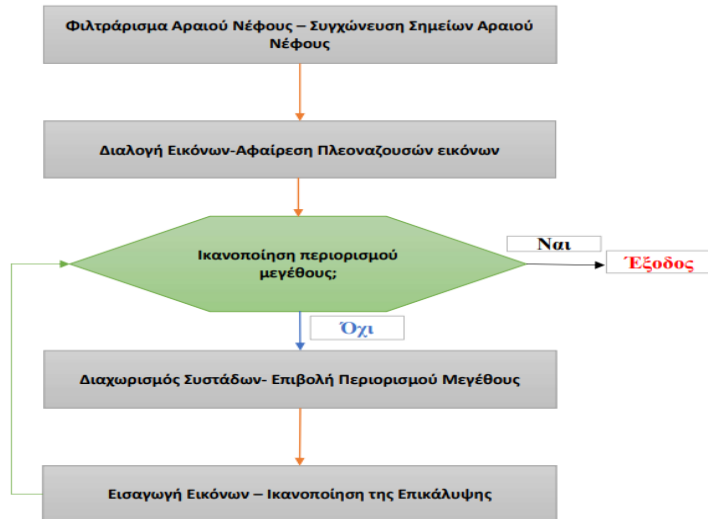 Φιλτράρισμα Αραιού Νέφους – Συγχώνευση Σημείων Αραιού
Νέφους
Διαλογή Εικόνων-Αφαίρεση Πλεοναζουσών εικόνων
Ικανοποίηση περιορισμού
μεγέθους;
Ναι
Έξοδος
Όχι
Διαχωρισμός Συστάδων- Επιβολή Περιορισμού Μεγέθους
Εισαγωγή Εικόνων – Ικανοποίηση της Επικάλυψης